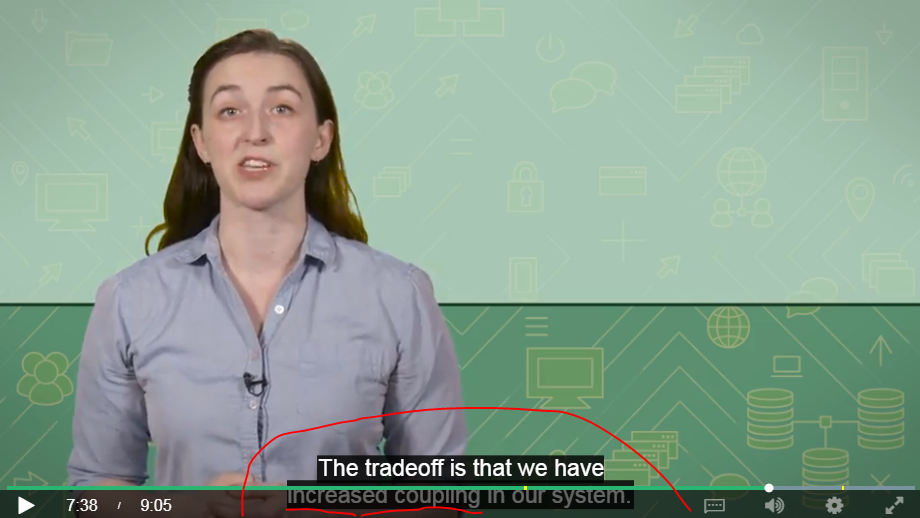 The tradeoff is that we have
increased coupling in our system.
7:38 / 9:05